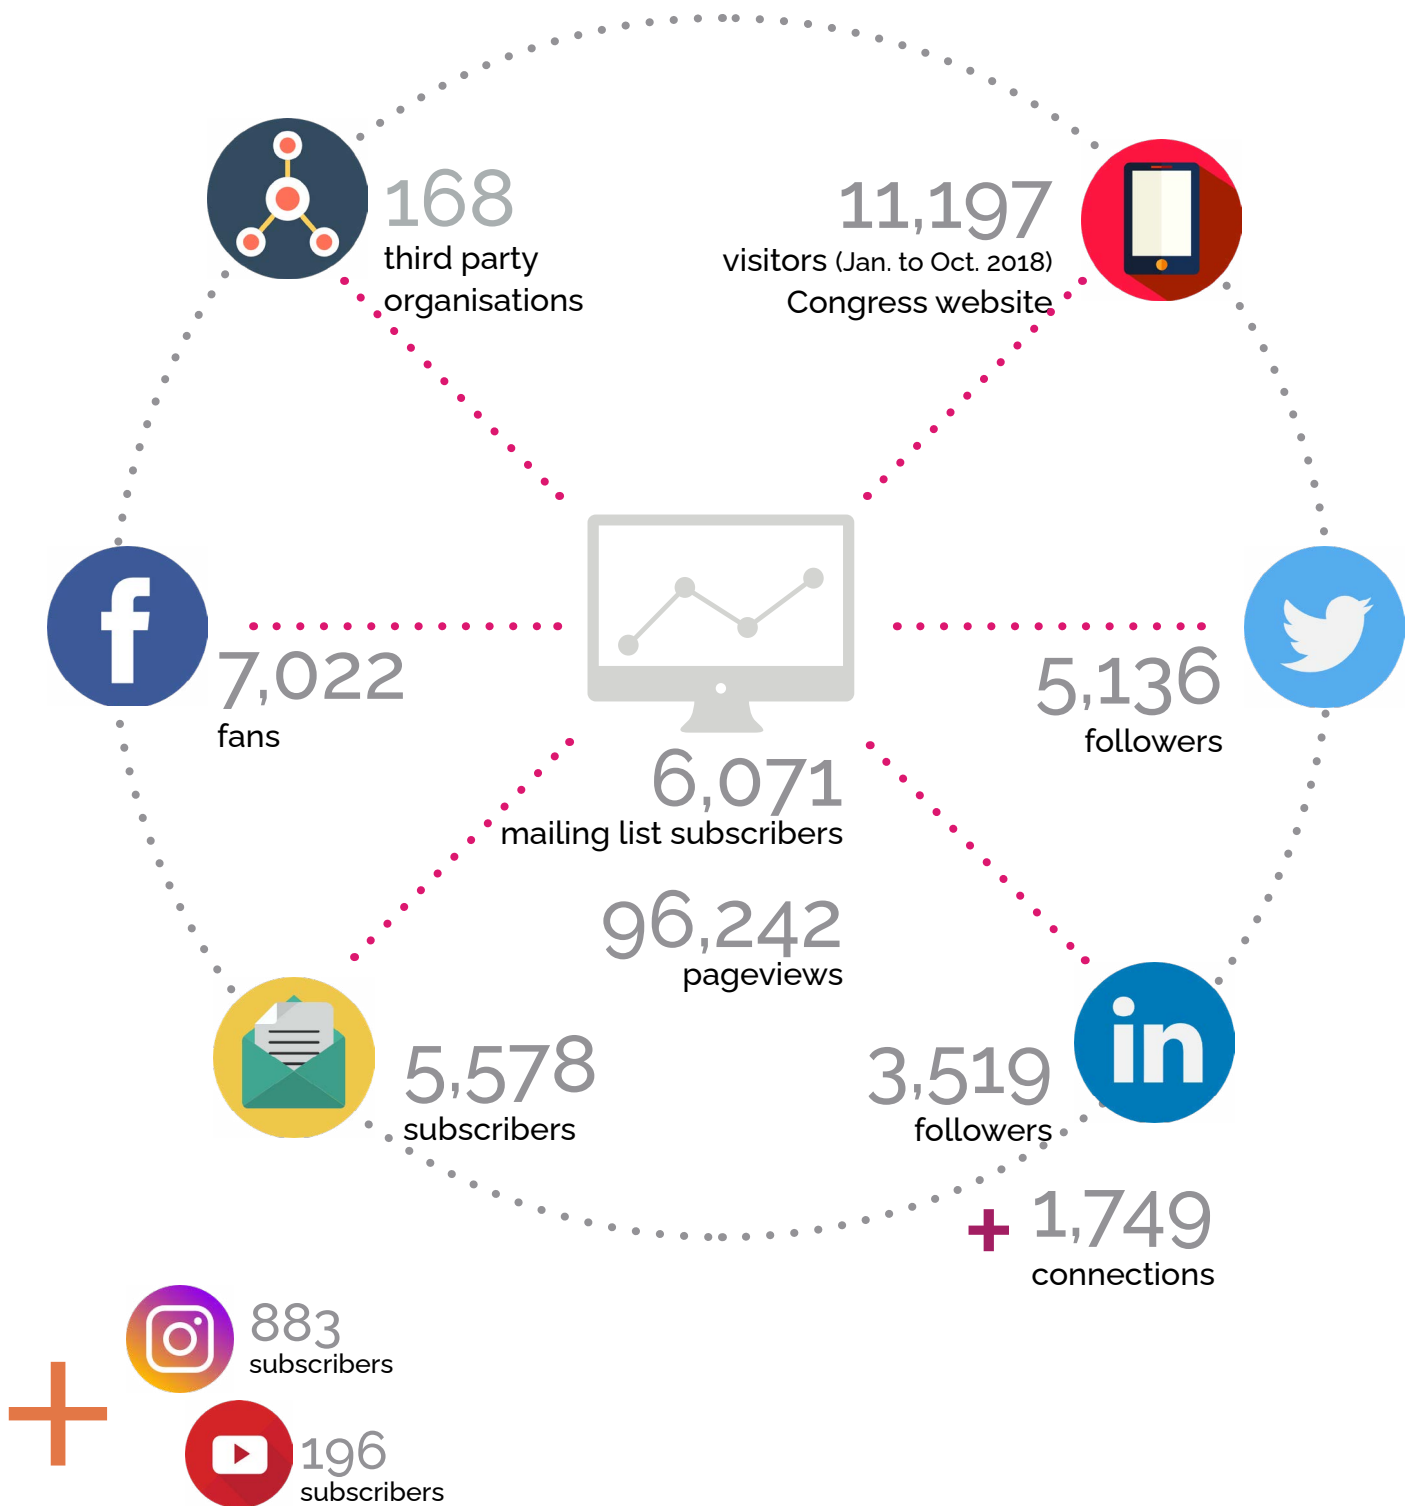 168
third party
organisations
11,197
visitors (Jan. to Oct. 2018)
Congress website
f
7,022
fans
5,136
followers
6,071
mailing list subscribers
96,242
pageviews
5,578
subscribers
in
3,519
followers
+ 1,749
connections
+
883
subscribers
196
subscribers